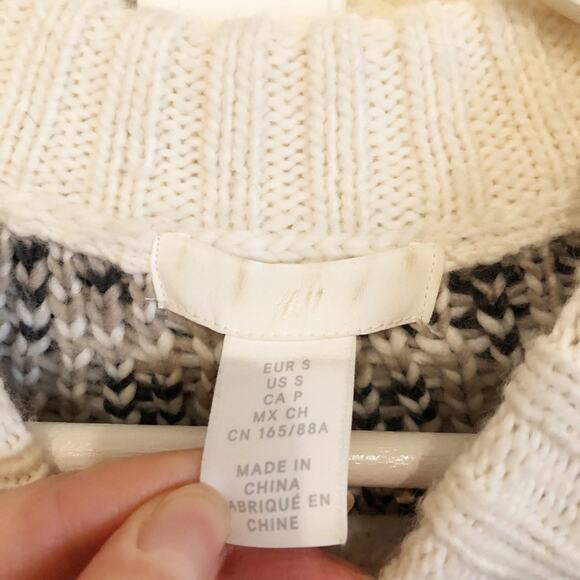 H&M
EUR S
US S
CA P
MX CH
CN 165/88A
MADE IN
CHINA
ABRIQUÉ EN
CHINE